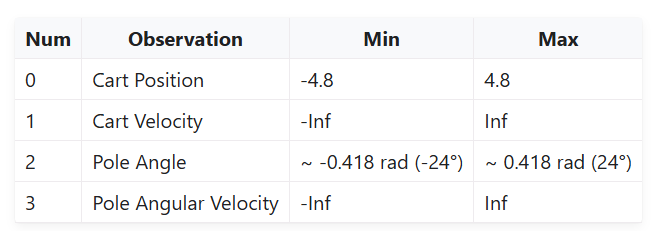 Num Observation Min Max
0 Cart Position -4.8 4.8
1 Cart Velocity -Inf Inf
2 Pole Angle ~ -0.418 rad (-24°) ~ 0.418 rad (24°)
3 Pole Angular Velocity -Inf Inf